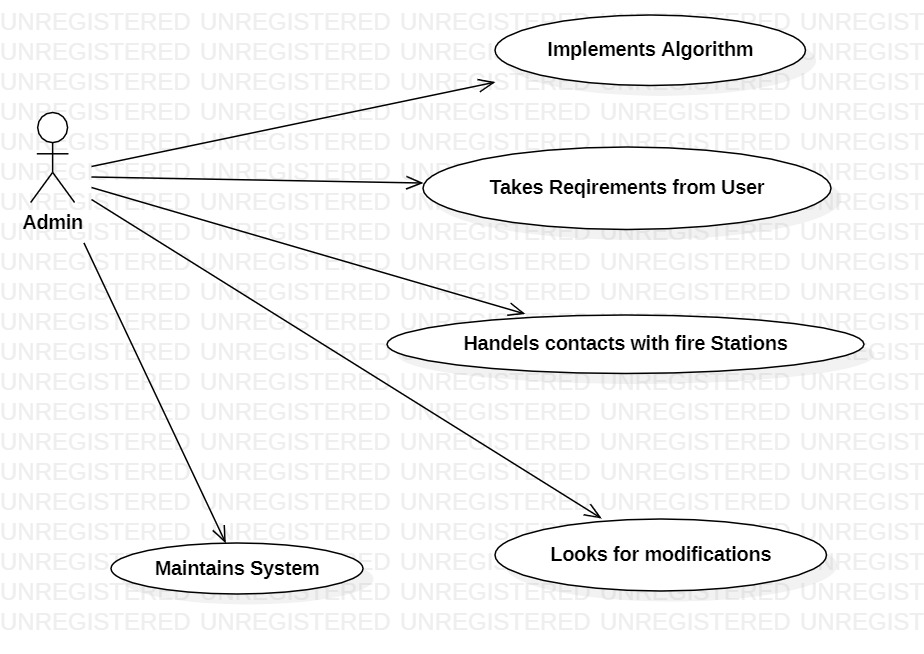 Implements Algorithm
Takes Reqirements from User
Admin
Handels contacts with fire Stations
Looks for modifications
Maintains System
UNREGISTERED